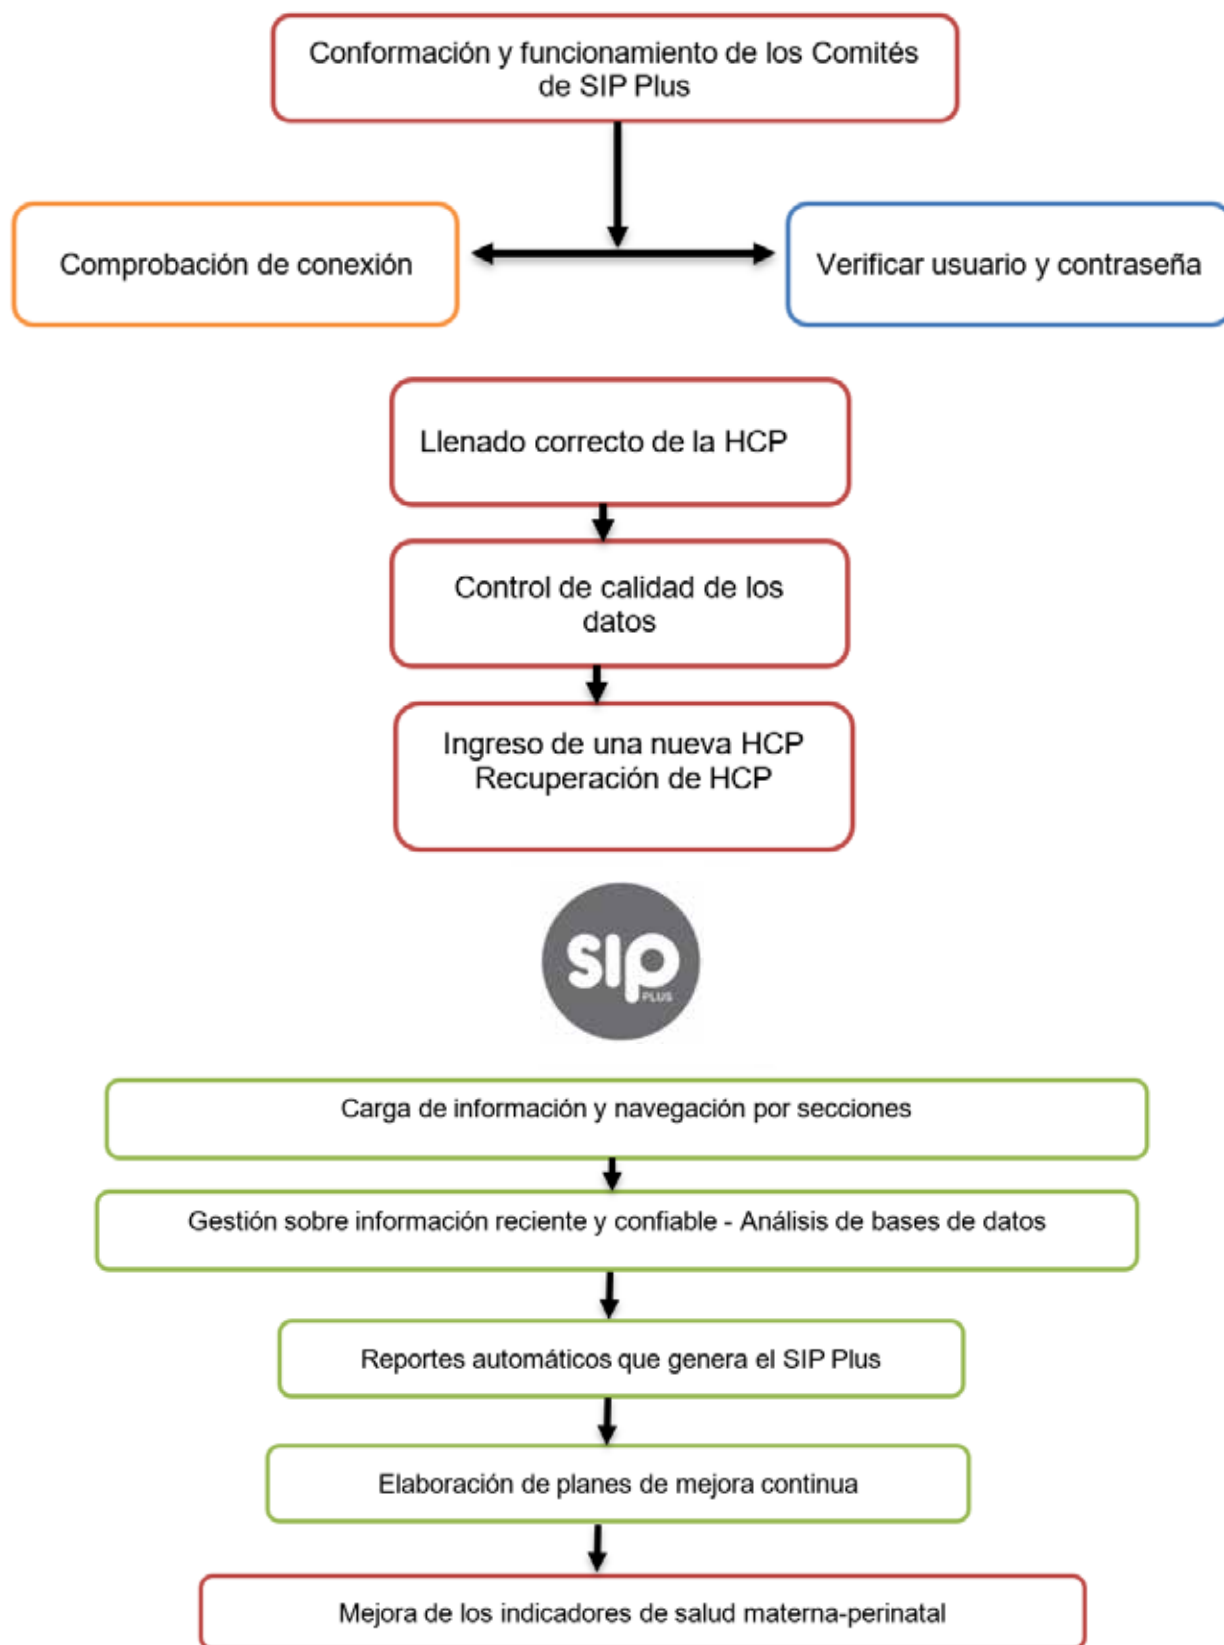 Conformación y funcionamiento de los Comités
de SIP Plus
Comprobación de conexión
Verificar usuario y contraseña
Llenado correcto de la HCP
Control de calidad de los
datos
Ingreso de una nueva HCP
Recuperación de HCP
sip
PLUS
Carga de información y navegación por secciones
Gestión sobre información reciente y confiable - Análisis de bases de datos
Reportes automáticos que genera el SIP Plus
Elaboración de planes de mejora continua
Mejora de los indicadores de salud materna-perinatal